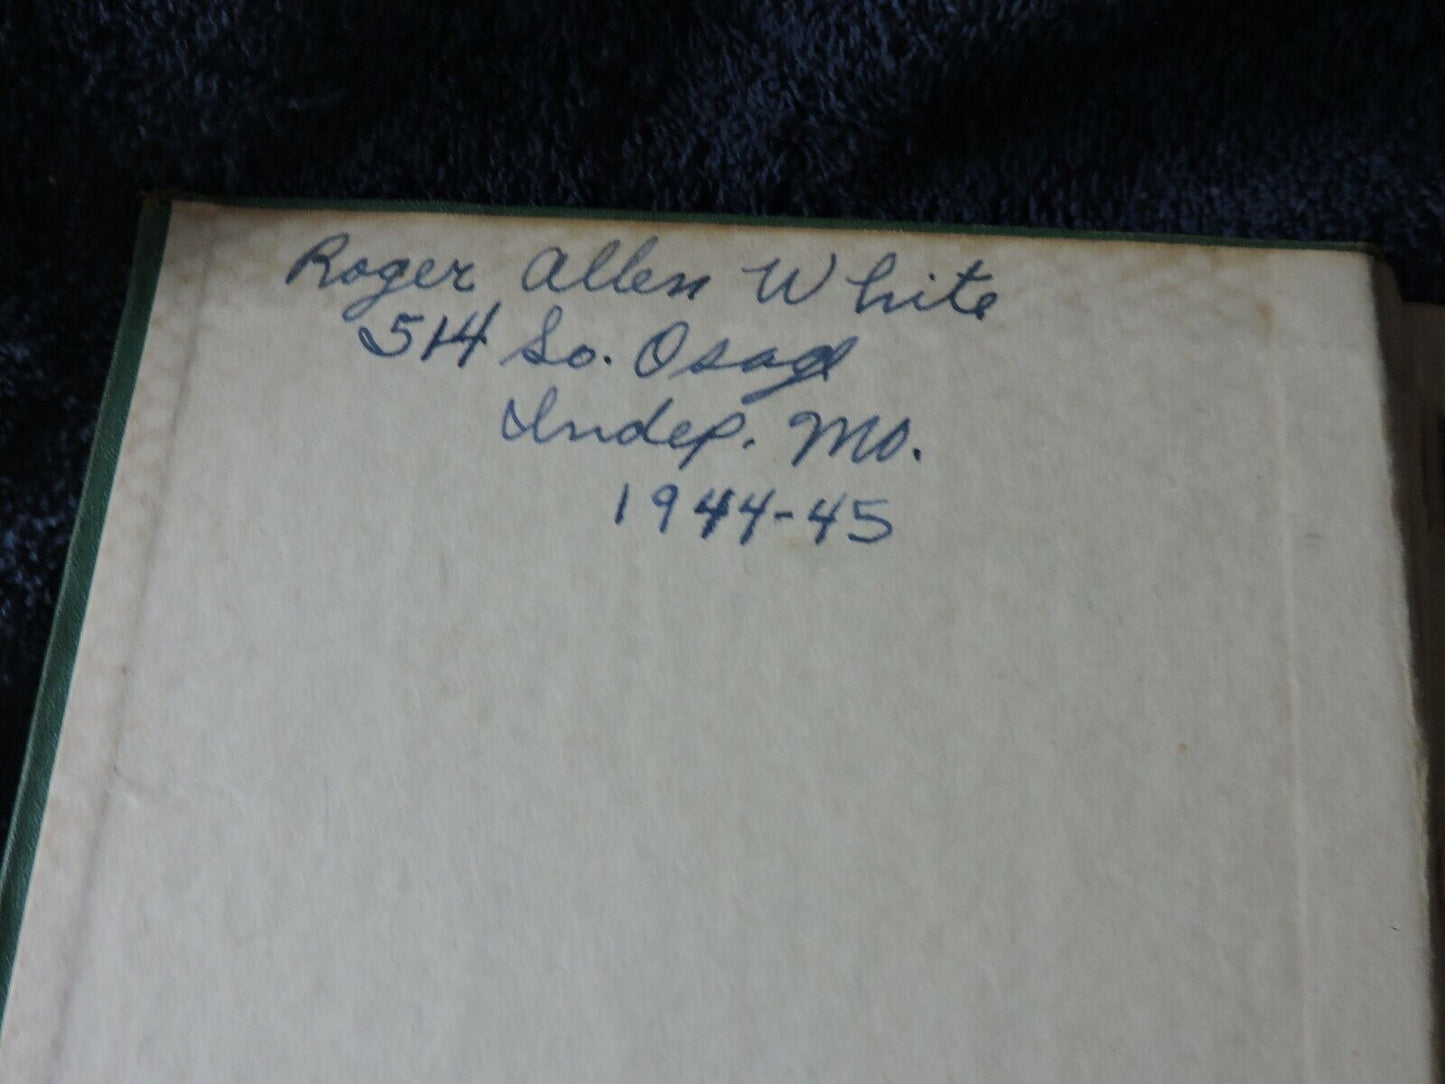 Roger Allen White
514 So. Osage
Indep. Mo.
1944-45